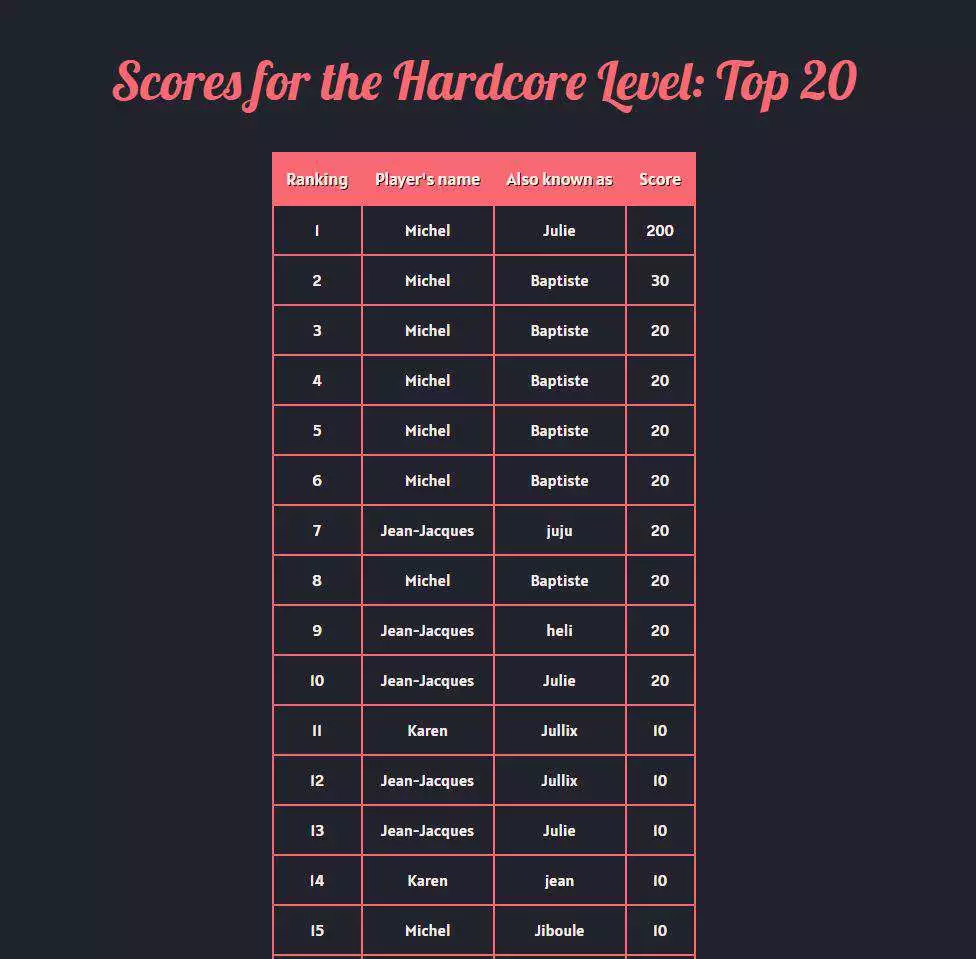 Scores for the Hardcore Level: Top 20
Ranking Player's name Also known as Score
1 Michel Julie 200
2 Michel Baptiste 30
3 Michel Baptiste 20
4 Michel Baptiste 20
5 Michel Baptiste 20
6 Michel Baptiste 20
7 Jean-Jacques juju 20
8 Michel Baptiste 20
9 Jean-Jacques heli 20
10 Jean-Jacques Julie 20
11 Karen Jullix 10
12 Jean-Jacques Jullix 10
13 Jean-Jacques Julie 10
14 Karen jean 10
15 Michel Jiboule 10